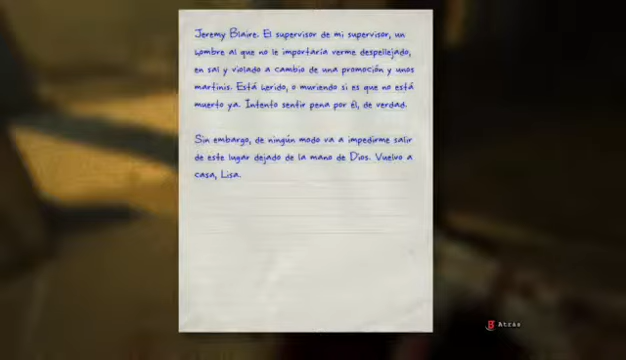 Jeremy Blaire. El supervisor de mi supervisor, un
hombre al que no le importaría verme despellejado,
en sal y violado a cambio de una promoción y unos
martinis. Está herido, o muriendo si es que no está
muerto ya. Intento sentir pena por él, de verdad.
Sin embargo, de ningún modo va a impedirme salir
de este lugar dejado de la mano de Dios. Vuelvo a
casa, Lisa.
B Atrás